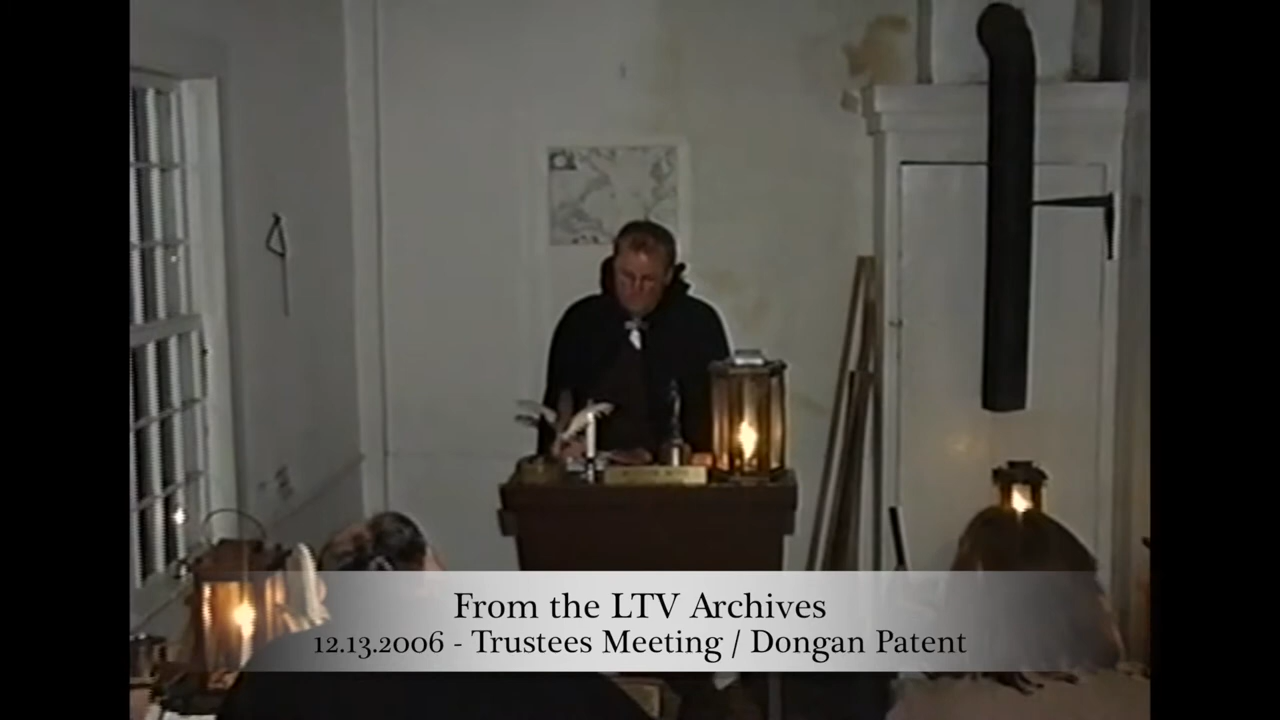 From the LTV Archives
12.13.2006 - Trustees Meeting / Dongan Patent